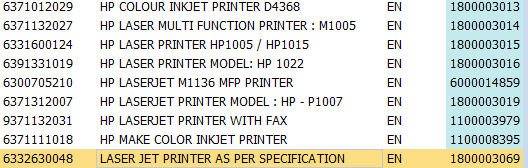 6371012029 HP COLOUR INKJET PRINTER D4368 EN 1800003013
6371132027 HP LASER MULTI FUNCTION PRINTER : M1005 EN 1800003014
6331600124 HP LASER PRINTER HP1005 / HP1015 EN 1800003015
6391331019 HP LASER PRINTER MODEL: HP 1022 EN 1800003016
6300705210 HP LASERJET M1136 MFP PRINTER EN 6000014859
6371312007 HP LASERJET PRINTER MODEL : HP - P1007 EN 1800003019
9371132031 HP LASERJET PRINTER WITH FAX EN 1100003979
6371111018 HP MAKE COLOR INKJET PRINTER EN 1100008395
6332630048 LASER JET PRINTER AS PER SPECIFICATION EN 1800003069